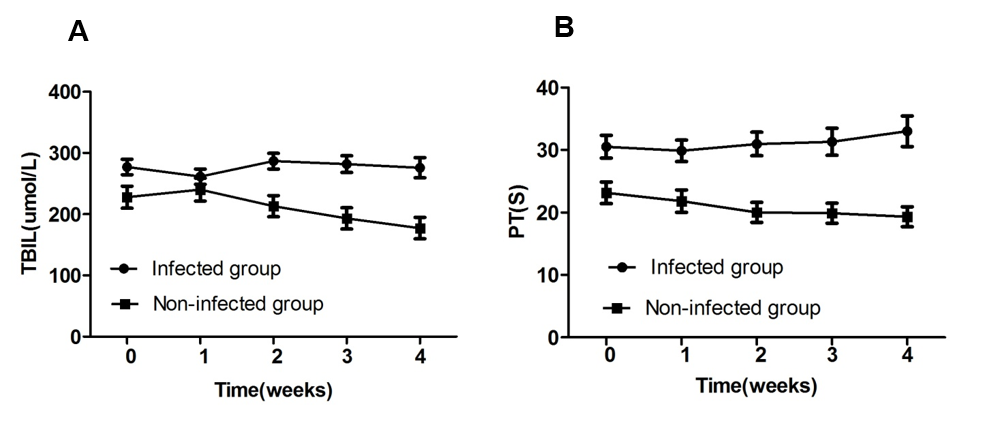 A
TBIL(umol/L)
400
300
200
100
0
Infected group
Non-infected group
0 1 2 3 4
Time(weeks)
B
PT(S)
40
30
20
10
0
Infected group
Non-infected group
0 1 2 3 4
Time(weeks)